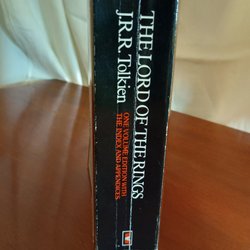 THE LORD OF THE RINGS
J.R.R. Tolkien
ONE VOLUME EDITION WITH
THE INDEX AND APPENDICES